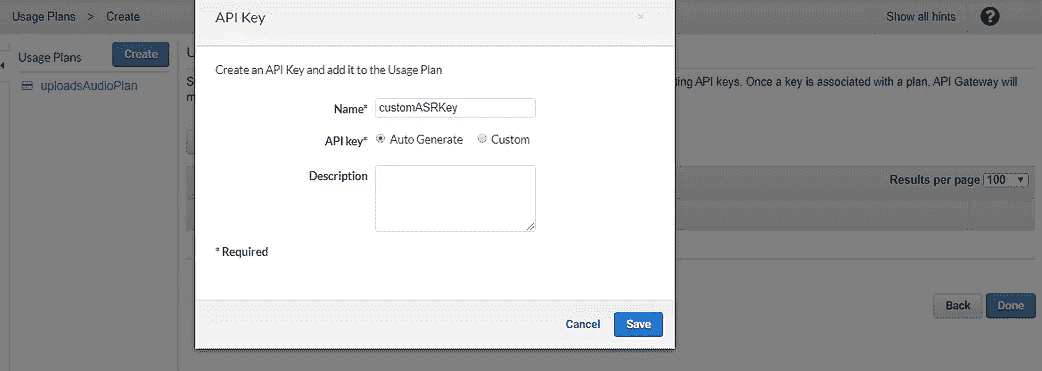 Usage Plans > Create
Show all hints
?
API Key
×
Usage Plans
Create
uploadsAudioPlan
Create an API Key and add it to the Usage Plan
ting API keys. Once a key is associated with a plan, API Gateway will
Name* customASRKey
API key* Auto Generate Custom
Description
Results per page 100
* Required
Back
Done
Cancel
Save